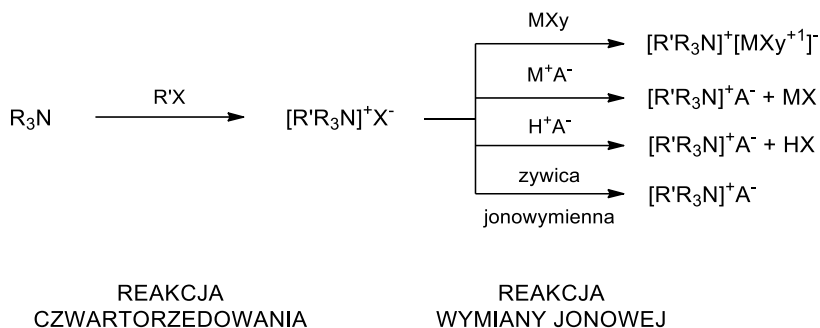 MXy
[R'R₃N]⁺[MXy⁺¹]⁻
M⁺A⁻
R'X
R₃N
[R'R₃N]⁺X⁻
[R'R₃N]⁺A⁻ + MX
H⁺A⁻
[R'R₃N]⁺A⁻ + HX
zywica
[R'R₃N]⁺A⁻
jonowymienna
REAKCJA
CZWARTORZEDOWANIA
REAKCJA
WYMIANY JONOWEJ